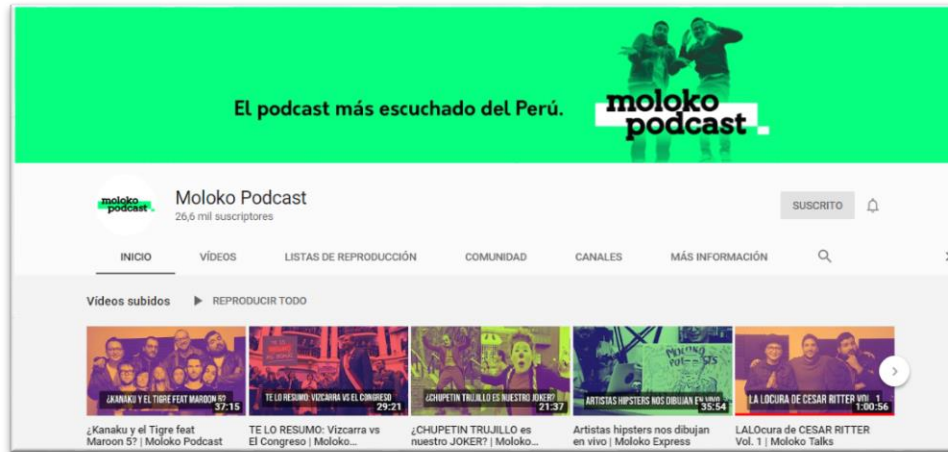 El podcast más escuchado del Perú.
moloko
podcast
moloko
podcast
Moloko Podcast
26,6 mil suscriptores
SUSCRITO
INICIO
VÍDEOS
LISTAS DE REPRODUCCIÓN
COMUNIDAD
CANALES
MÁS INFORMACIÓN
Vídeos subidos
REPRODUCIR TODO
¿KANAKU Y EL TIGRE FEAT MAROON 5?
37:15
¿Kanaku y el Tigre feat
Maroon 5? | Moloko Podcast
TE LO RESUMO: VIZCARRA VS EL CONGRESO
29:21
TE LO RESUMO: Vizcarra vs
El Congreso | Moloko...
¿CHUPETIN TRUJILLO ES NUESTRO JOKER?
21:37
¿CHUPETIN TRUJILLO es
nuestro JOKER? | Moloko...
ARTISTAS HIPSTERS NOS DIBUJAN EN VIVO
35:54
Artistas hipsters nos dibujan
en vivo | Moloko Express
LA LOCURA DE CESAR RITTER VOL. 1
1:00:56
LALOcura de CESAR RITTER
Vol. 1 | Moloko Talks